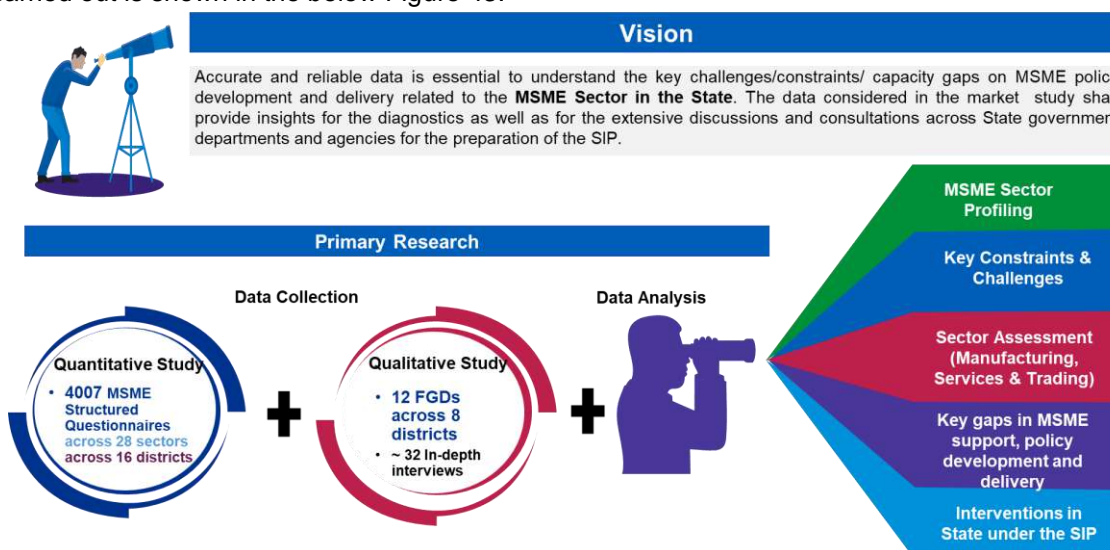 Vision
Accurate and reliable data is essential to understand the key challenges/constraints/ capacity gaps on MSME polic
development and delivery related to the MSME Sector in the State. The data considered in the market study sha
provide insights for the diagnostics as well as for the extensive discussions and consultations across State governmen
departments and agencies for the preparation of the SIP.
Primary Research
Data Collection
Data Analysis
Quantitative Study
• 4007 MSME
Structured
Questionnaires
across 28 sectors
across 16 districts
Qualitative Study
• 12 FGDs
across 8
districts
• ~ 32 In-depth
interviews
MSME Sector
Profiling
Key Constraints &
Challenges
Sector Assessment
(Manufacturing,
Services & Trading)
Key gaps in MSME
support, policy
development and
delivery
Interventions in
State under the SIP